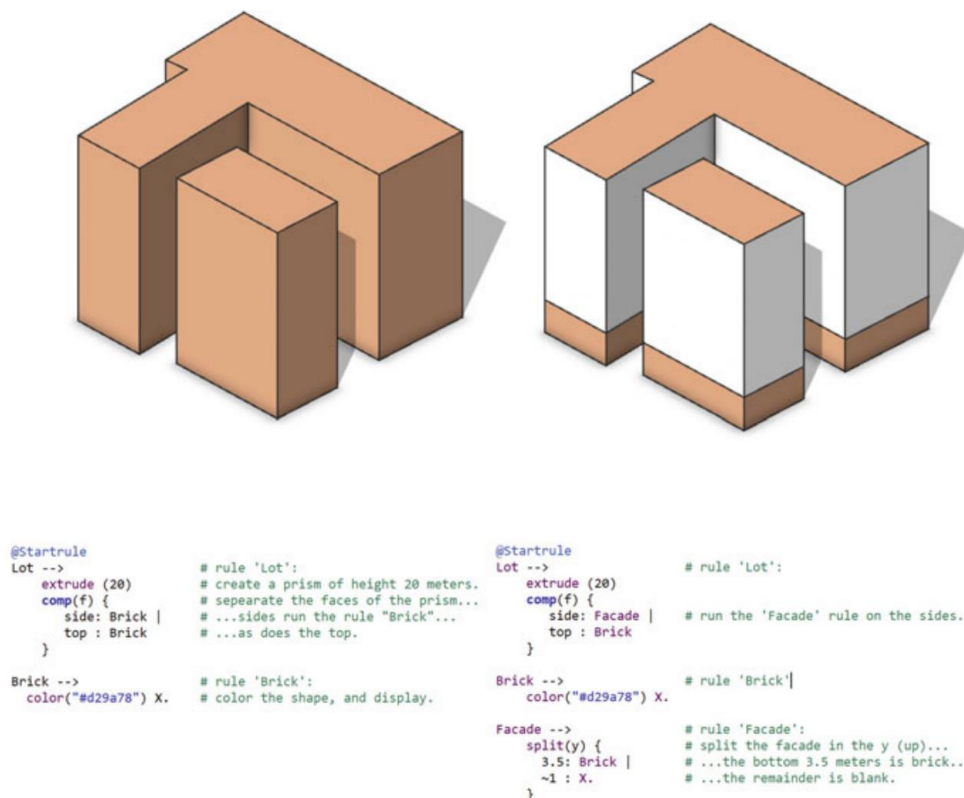 @Startrule
Lot --> # rule 'Lot':
extrude (20) # create a prism of height 20 meters.
comp(f) { # sepearate the faces of the prism...
side: Brick | # ...sides run the rule "Brick"...
top : Brick # ...as does the top.
}
Brick --> # rule 'Brick':
color("#d29a78") X. # color the shape, and display.
@Startrule
Lot --> # rule 'Lot':
extrude (20)
comp(f) {
side: Facade | # run the 'Facade' rule on the sides.
top : Brick
}
Brick --> # rule 'Brick'
color("#d29a78") X.
Facade --> # rule 'Facade':
split(y) { # split the facade in the y (up)...
3.5: Brick | # ...the bottom 3.5 meters is brick..
~1 : X. # ...the remainder is blank.
}